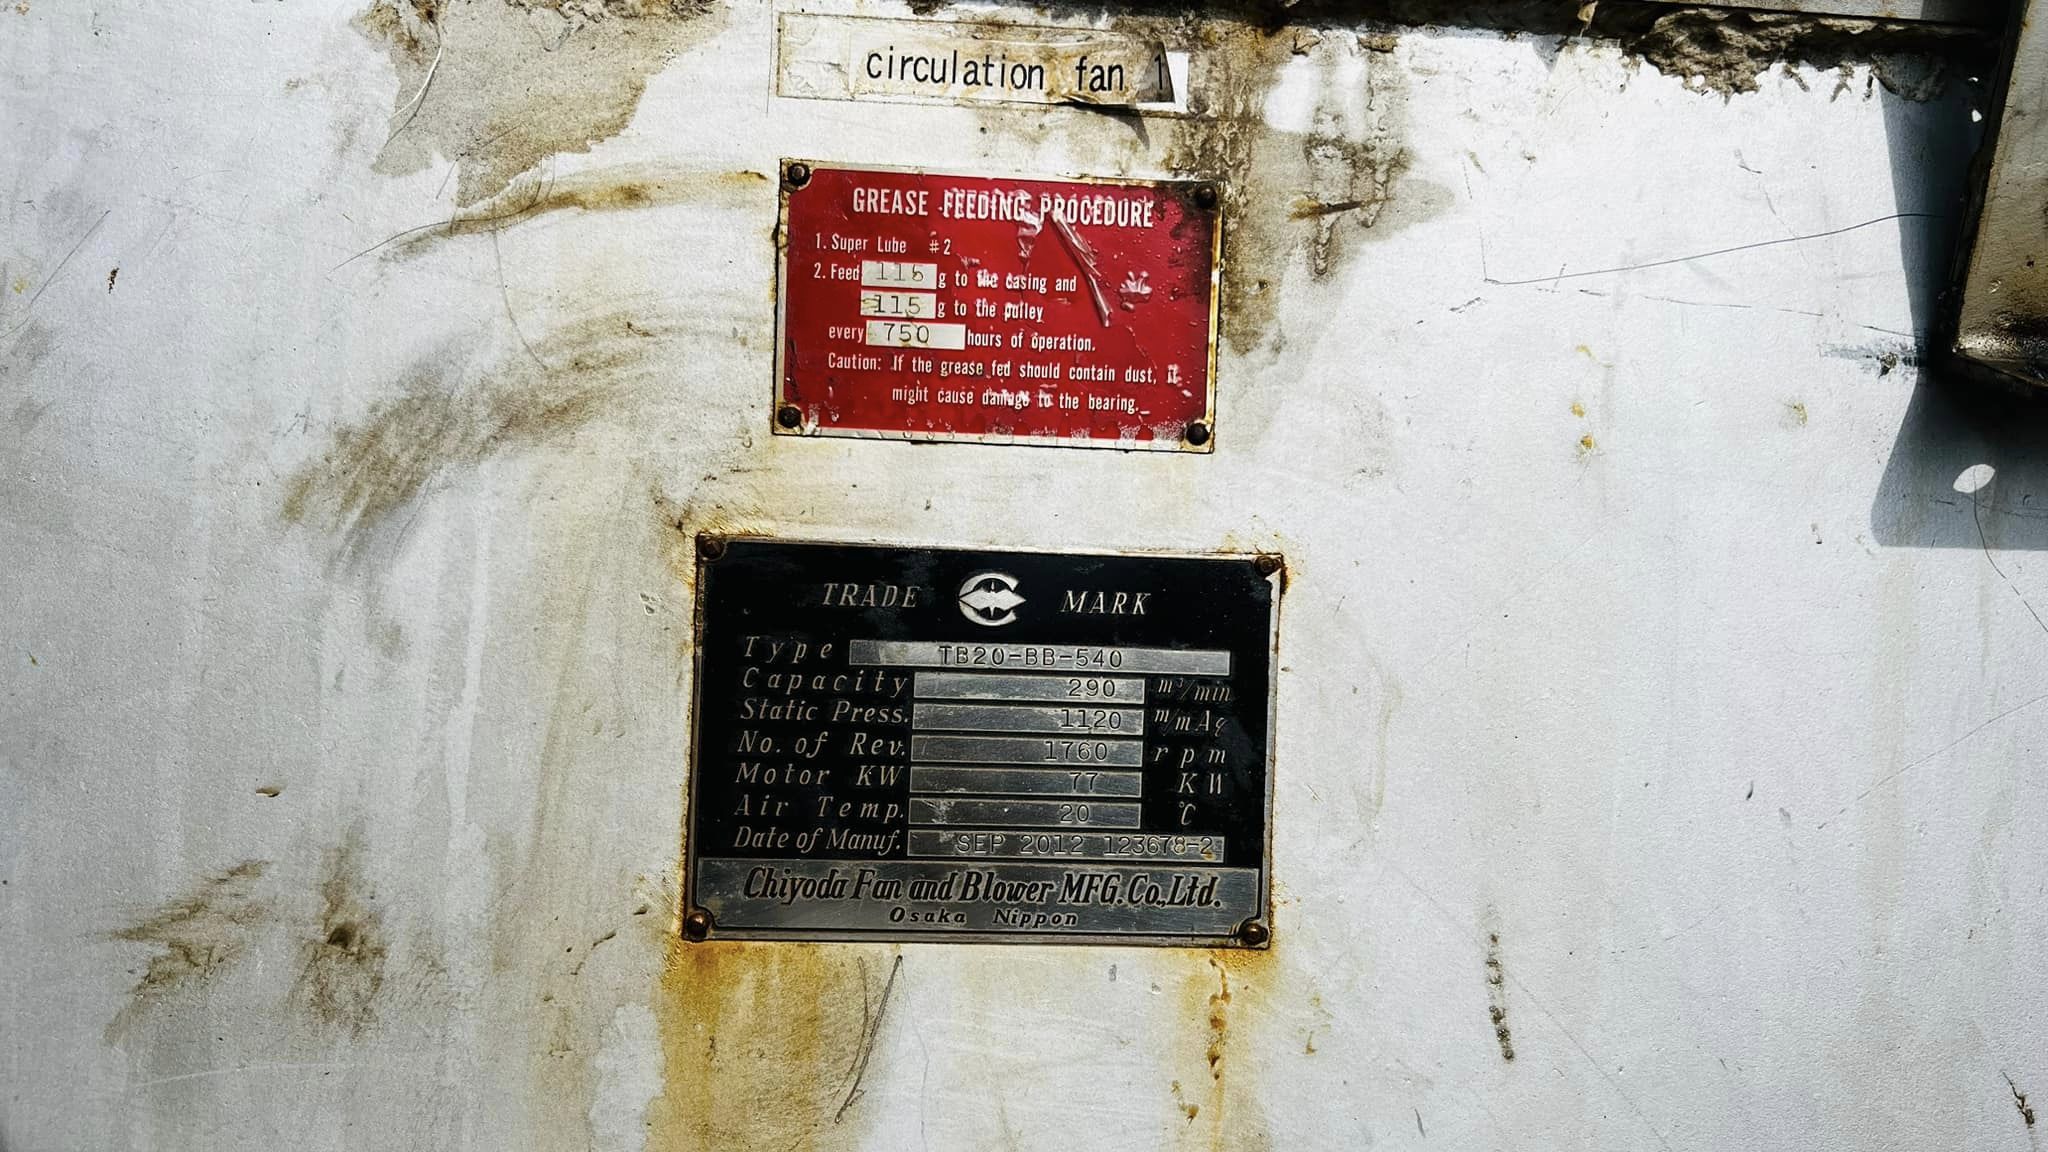 circulation fan 1
GREASE FEEDING PROCEDURE
1. Super Lube #2
2. Feed 115 g to the casing and
115 g to the pulley
every 750 hours of operation.
Caution: If the grease fed should contain dust, it
might cause damage to the bearing.
TRADE MARK
Type TB20-BB-540
Capacity 290 m³/min
Static Press. 1120 m/mAq
No. of Rev. 1760 rpm
Motor KW 77 KW
Air Temp. 20 ℃
Date of Manuf. SEP 2012 123678-2
Chiyoda Fan and Blower MFG. Co., Ltd.
Osaka Nippon